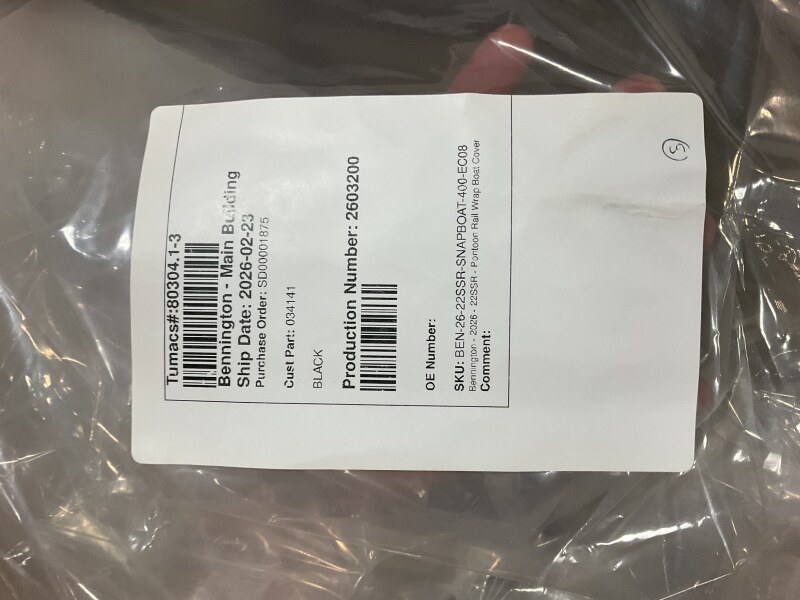 Tumacs#:80304.1-3
Bennington - Main Building
Ship Date: 2026-02-23
Purchase Order: SD00001875
Cust Part: 034141
BLACK
Production Number: 2603200
OE Number:
SKU: BEN-26-22SSR-SNAPBOAT-400-EC08
Bennington - 2026 - 22SSR - Pontoon Rail Wrap Boat Cover
Comment: